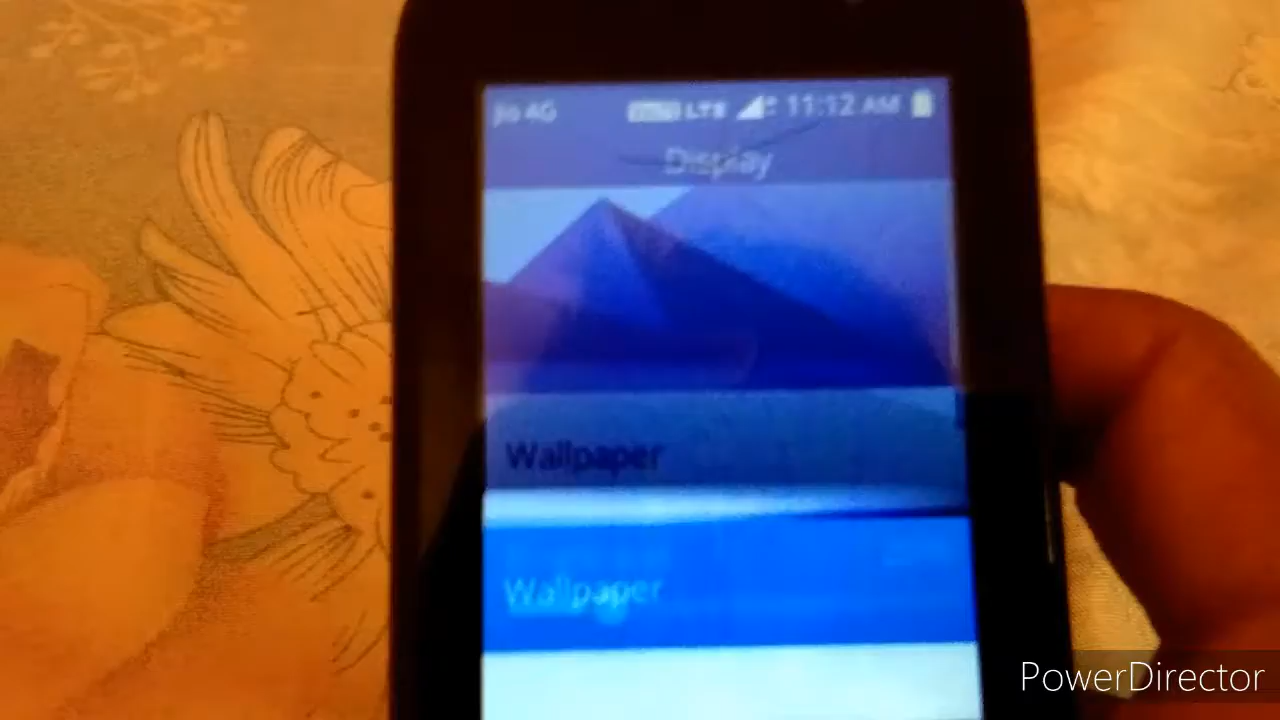 Jio 4G LTE 11:12 AM
Display
Wallpaper
Wallpaper
PowerDirector